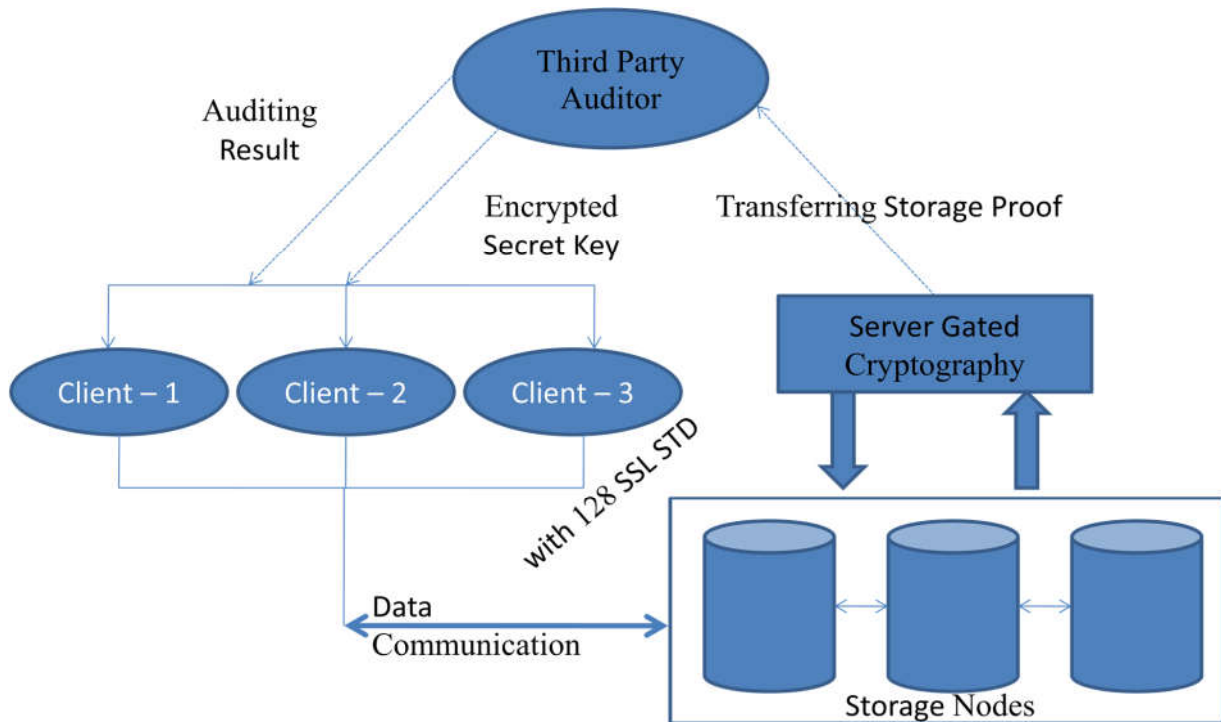 Third Party
Auditor
Auditing
Result
Encrypted
Secret Key
Transferring Storage Proof
Server Gated
Cryptography
Client – 1
Client – 2
Client – 3
with 128 SSL STD
Data
Communication
Storage Nodes